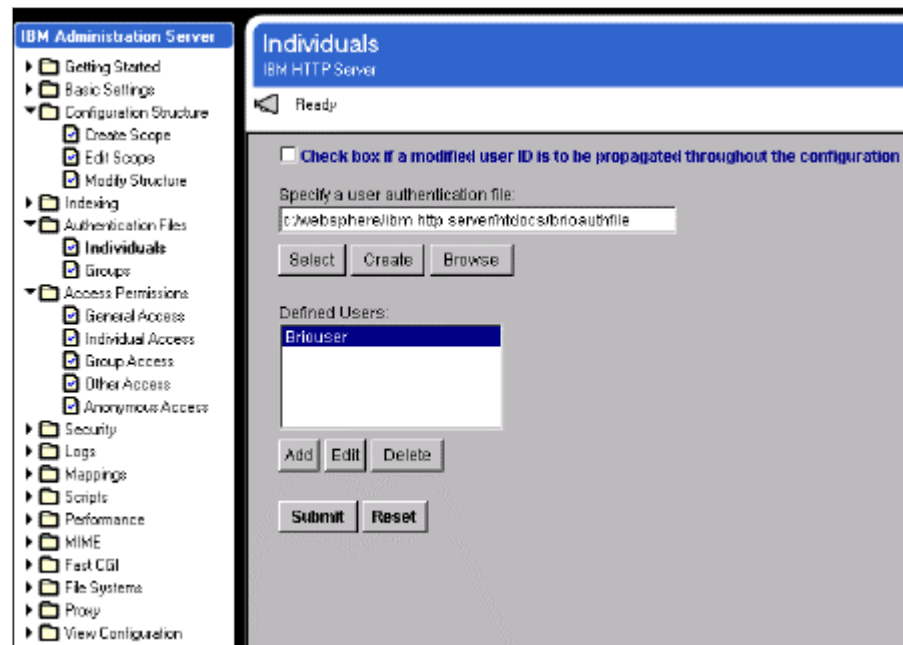 IBM Administration Server
Getting Started
Basic Settings
Configuration Structure
Create Scope
Edit Scope
Modify Structure
Indexing
Authentication Files
Individuals
Groups
Access Permissions
General Access
Individual Access
Group Access
Other Access
Anonymous Access
Security
Logs
Mappings
Scripts
Performance
MIME
Fast CGI
File Systems
Proxy
View Configuration
Individuals
IBM HTTP Server
Ready
Check box if a modified user ID is to be propagated throughout the configuration
Specify a user authentication file:
c:/websphere/ibm http server/htdocs/brioauthfile
Select Create Browse
Defined Users:
Briouser
Add Edit Delete
Submit Reset